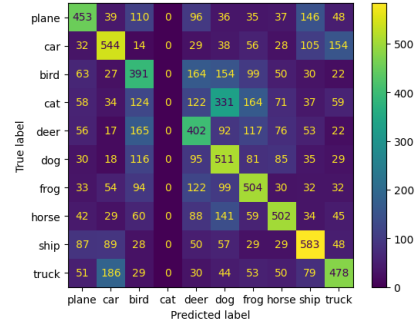 plane 453 39 110 0 96 36 35 37 146 48
car 32 544 14 0 29 38 56 28 105 154
bird 63 27 391 0 164 154 99 50 30 22
cat 58 34 124 0 122 331 164 71 37 59
deer 56 17 165 0 402 92 117 76 53 22
dog 30 18 116 0 96 511 81 85 35 29
frog 33 54 94 0 122 99 504 30 32 32
horse 42 29 60 0 88 141 59 502 34 45
ship 87 89 28 0 50 57 29 29 583 48
truck 51 186 29 0 30 44 53 50 79 478
plane car bird cat deer dog frog horse ship truck
Predicted label
True label
500
400
300
200
100
0